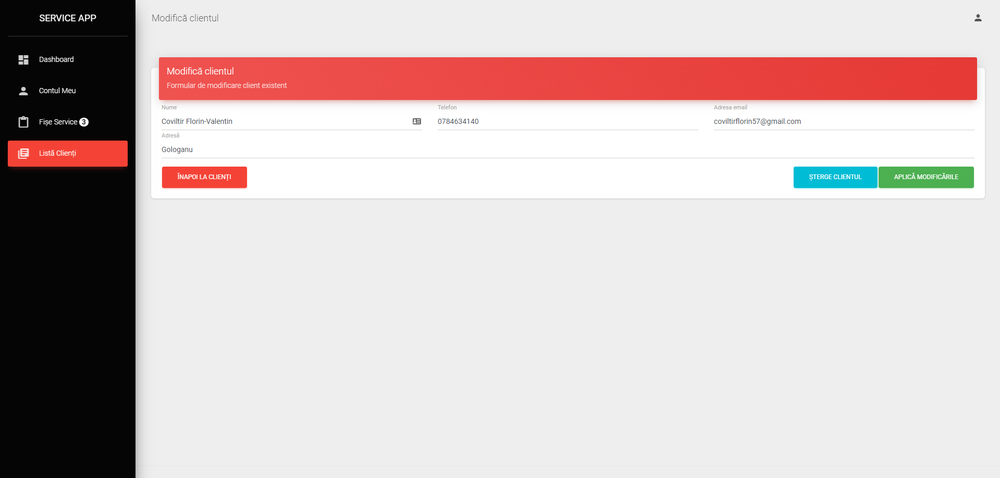 SERVICE APP
Dashboard
Contul Meu
Fișe Service 3
Listă Clienți
Modifică clientul
Modifică clientul
Formular de modificare client existent
Nume
Telefon
Adresa email
Coviltir Florin-Valentin
0784634140
coviltirflorin57@gmail.com
Adresă
Gologanu
ÎNAPOI LA CLIENȚI
ȘTERGE CLIENTUL
APLICĂ MODIFICĂRILE